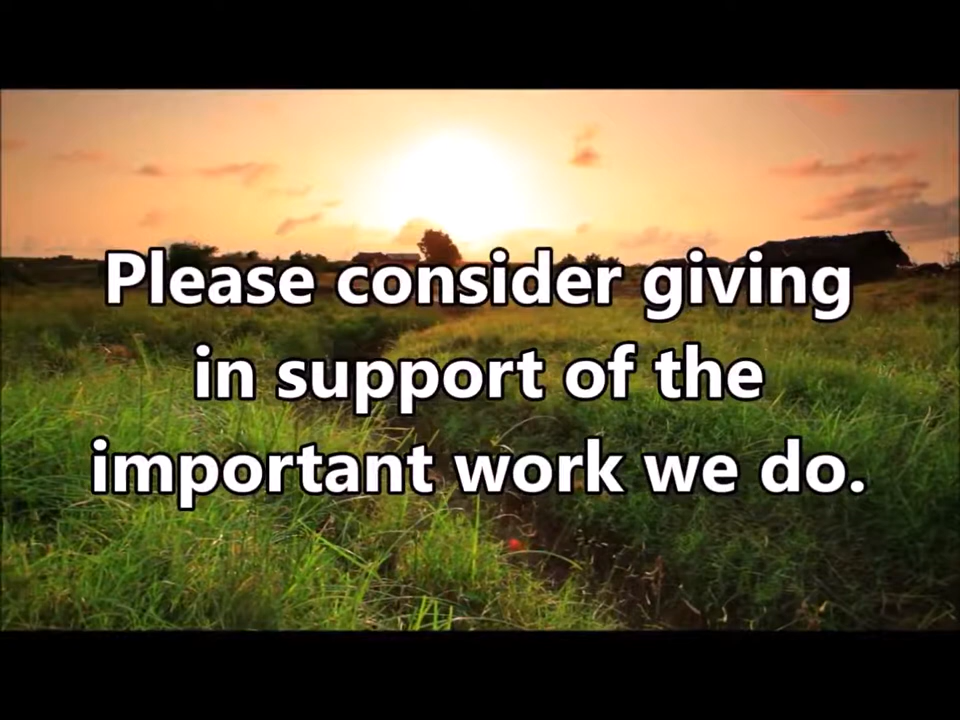 Please consider giving
in support of the
important work we do.